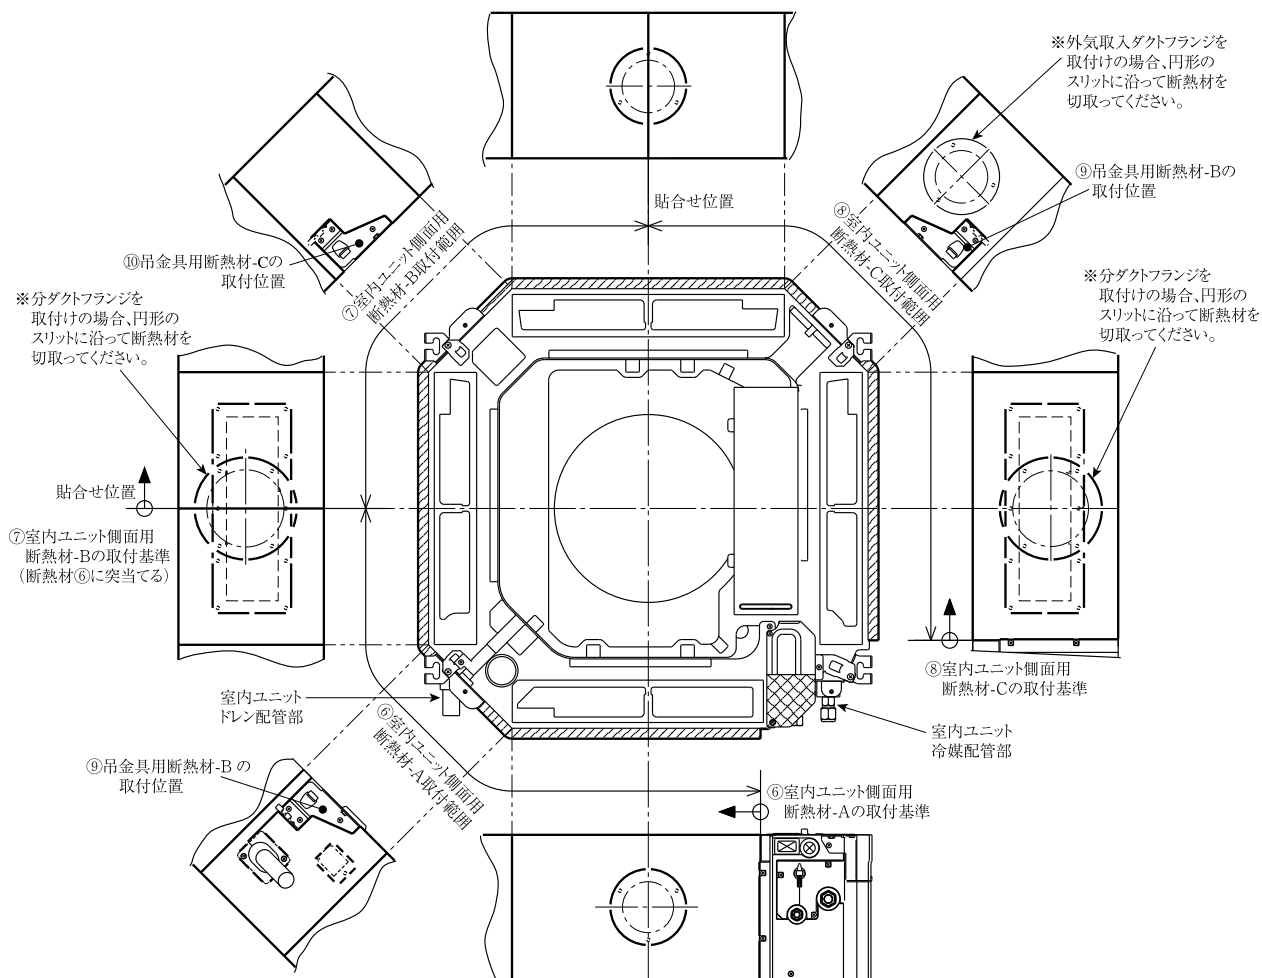 ※外気取入ダクトフランジを
取付けの場合、円形の
スリットに沿って断熱材を
切取ってください。
⑨吊金具用断熱材-Bの
取付位置
貼合せ位置
⑦室内ユニット側面用
断熱材-B取付範囲
⑧室内ユニット側面用
断熱材-C取付範囲
⑩吊金具用断熱材-Cの
取付位置
※分ダクトフランジを
取付けの場合、円形の
スリットに沿って断熱材を
切取ってください。
※分ダクトフランジを
取付けの場合、円形の
スリットに沿って断熱材を
切取ってください。
貼合せ位置
⑦室内ユニット側面用
断熱材-Bの取付基準
(断熱材⑥に突当てる)
⑧室内ユニット側面用
断熱材-Cの取付基準
室内ユニット
ドレン配管部
⑥室内ユニット側面用
断熱材-A取付範囲
室内ユニット
冷媒配管部
⑨吊金具用断熱材-Bの
取付位置
⑥室内ユニット側面用
断熱材-Aの取付基準